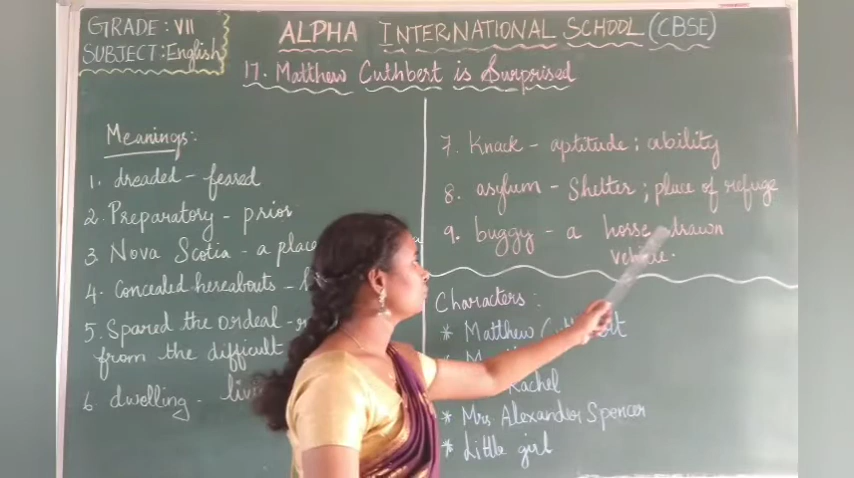 GRADE: VII
SUBJECT: English
ALPHA INTERNATIONAL SCHOOL (CBSE)
17. Matthew Cuthbert is Surprised
Meanings:
1. dreaded - feared
2. Preparatory - prior
3 Nova Scotia - a place
4. Concealed hereabouts -
5. Spared the ordeal -
from the difficult
6. dwelling -
7. Knack - aptitude; ability
8. asylum - Shelter; place of refuge
9. buggy - a horse drawn
vehicle.
Characters:
* Matthew
* Rachel
* Mrs Alexander Spencer
* Little girl